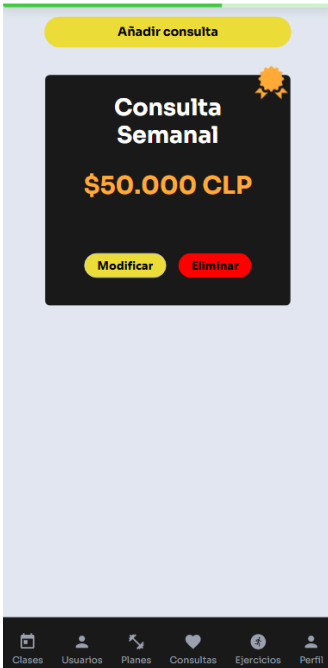 Añadir consulta
Consulta
Semanal
$50.000 CLP
Modificar Eliminar
Clases Usuarios Planes Consultas Ejercicios Perfil